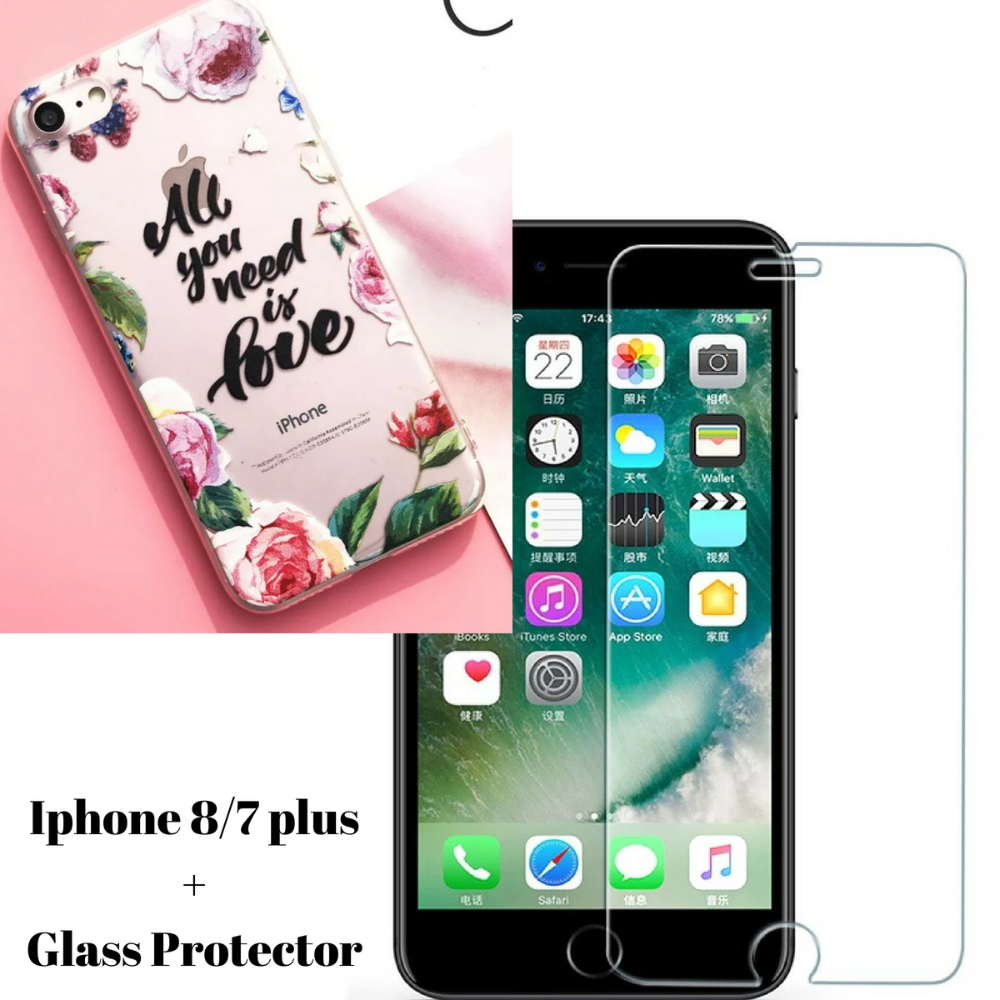 All
you
need
is
love
iPhone
17:43
78%
星期四
22
日历
照片
相机
时钟
天气
Wallet
提醒事项
股市
视频
iBooks
iTunes Store
App Store
家庭
健康
设置
电话
Safari
信息
音乐
Iphone 8/7 plus
+
Glass Protector